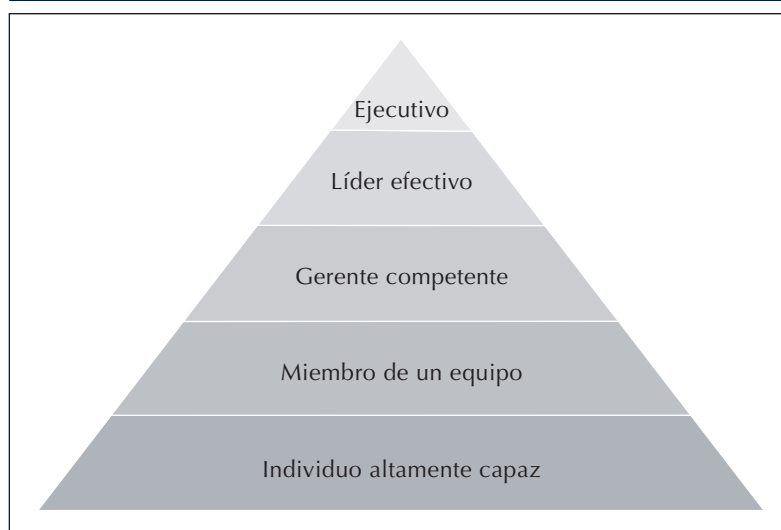 Ejecutivo
Líder efectivo
Gerente competente
Miembro de un equipo
Individuo altamente capaz